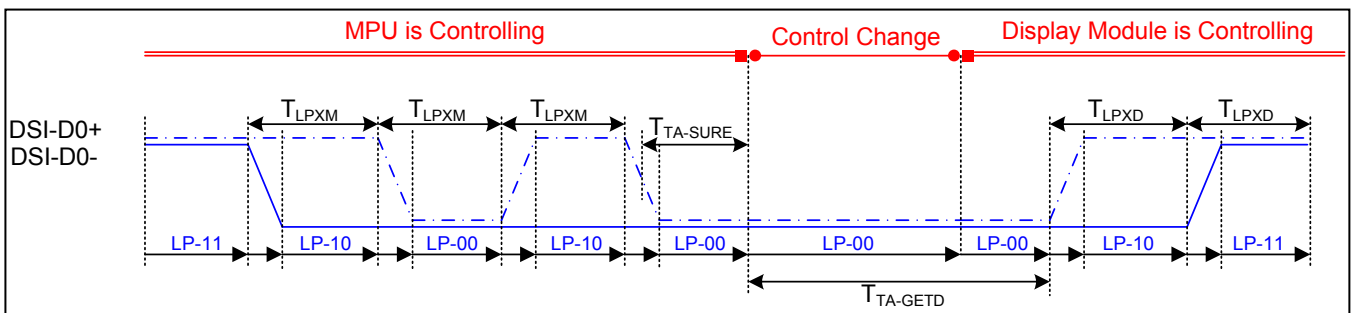 MPU is Controlling
Control Change
Display Module is Controlling
TLPXM
TLPXM
TLPXM
TTA-SURE
TLPXD
TLPXD
DSI-D0+
DSI-D0-
LP-11
LP-10
LP-00
LP-10
LP-00
LP-00
LP-00
LP-10
LP-11
TTA-GETD